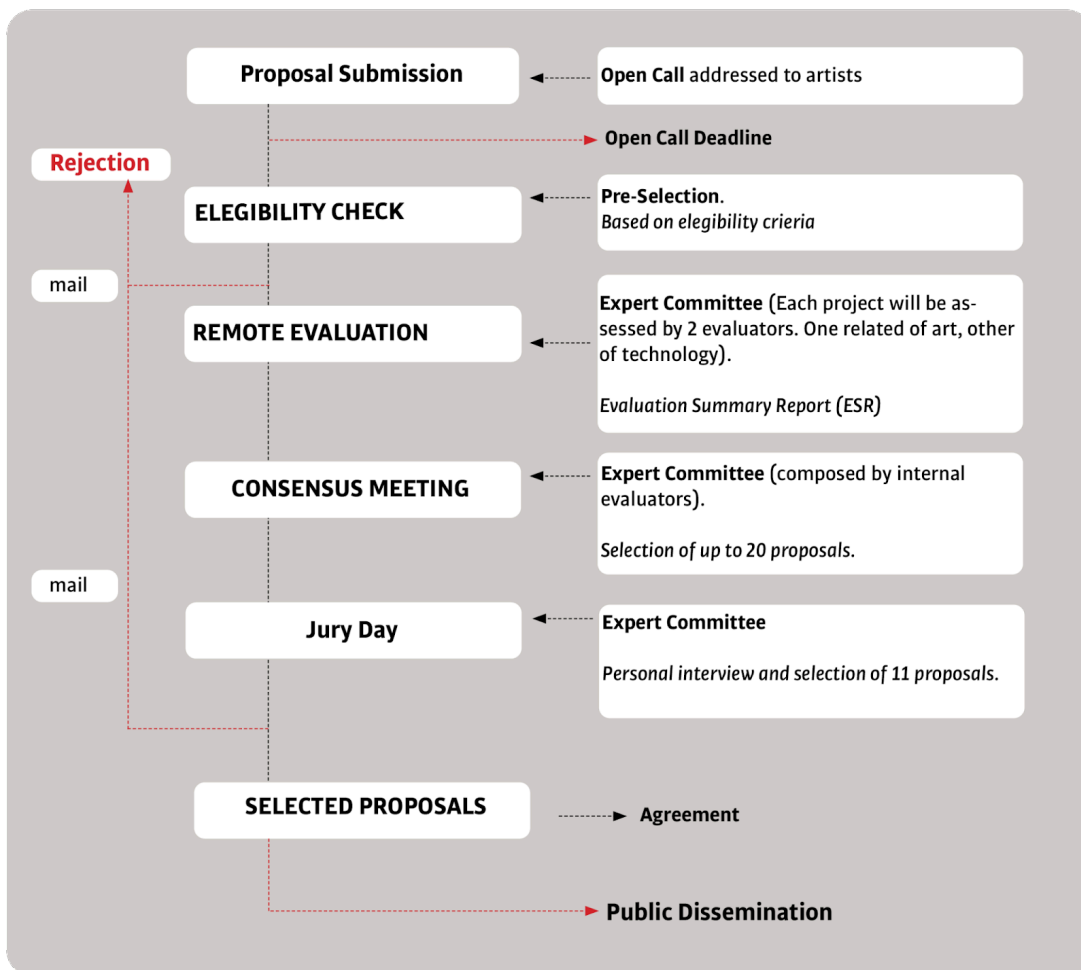 Proposal Submission
Open Call addressed to artists
Open Call Deadline
Rejection
ELEGIBILITY CHECK
Pre-Selection.
Based on elegibility crieria
mail
REMOTE EVALUATION
Expert Committee (Each project will be as-
sessed by 2 evaluators. One related of art, other
of technology).
Evaluation Summary Report (ESR)
CONSENSUS MEETING
Expert Committee (composed by internal
evaluators).
Selection of up to 20 proposals.
mail
Jury Day
Expert Committee
Personal interview and selection of 11 proposals.
SELECTED PROPOSALS
Agreement
Public Dissemination